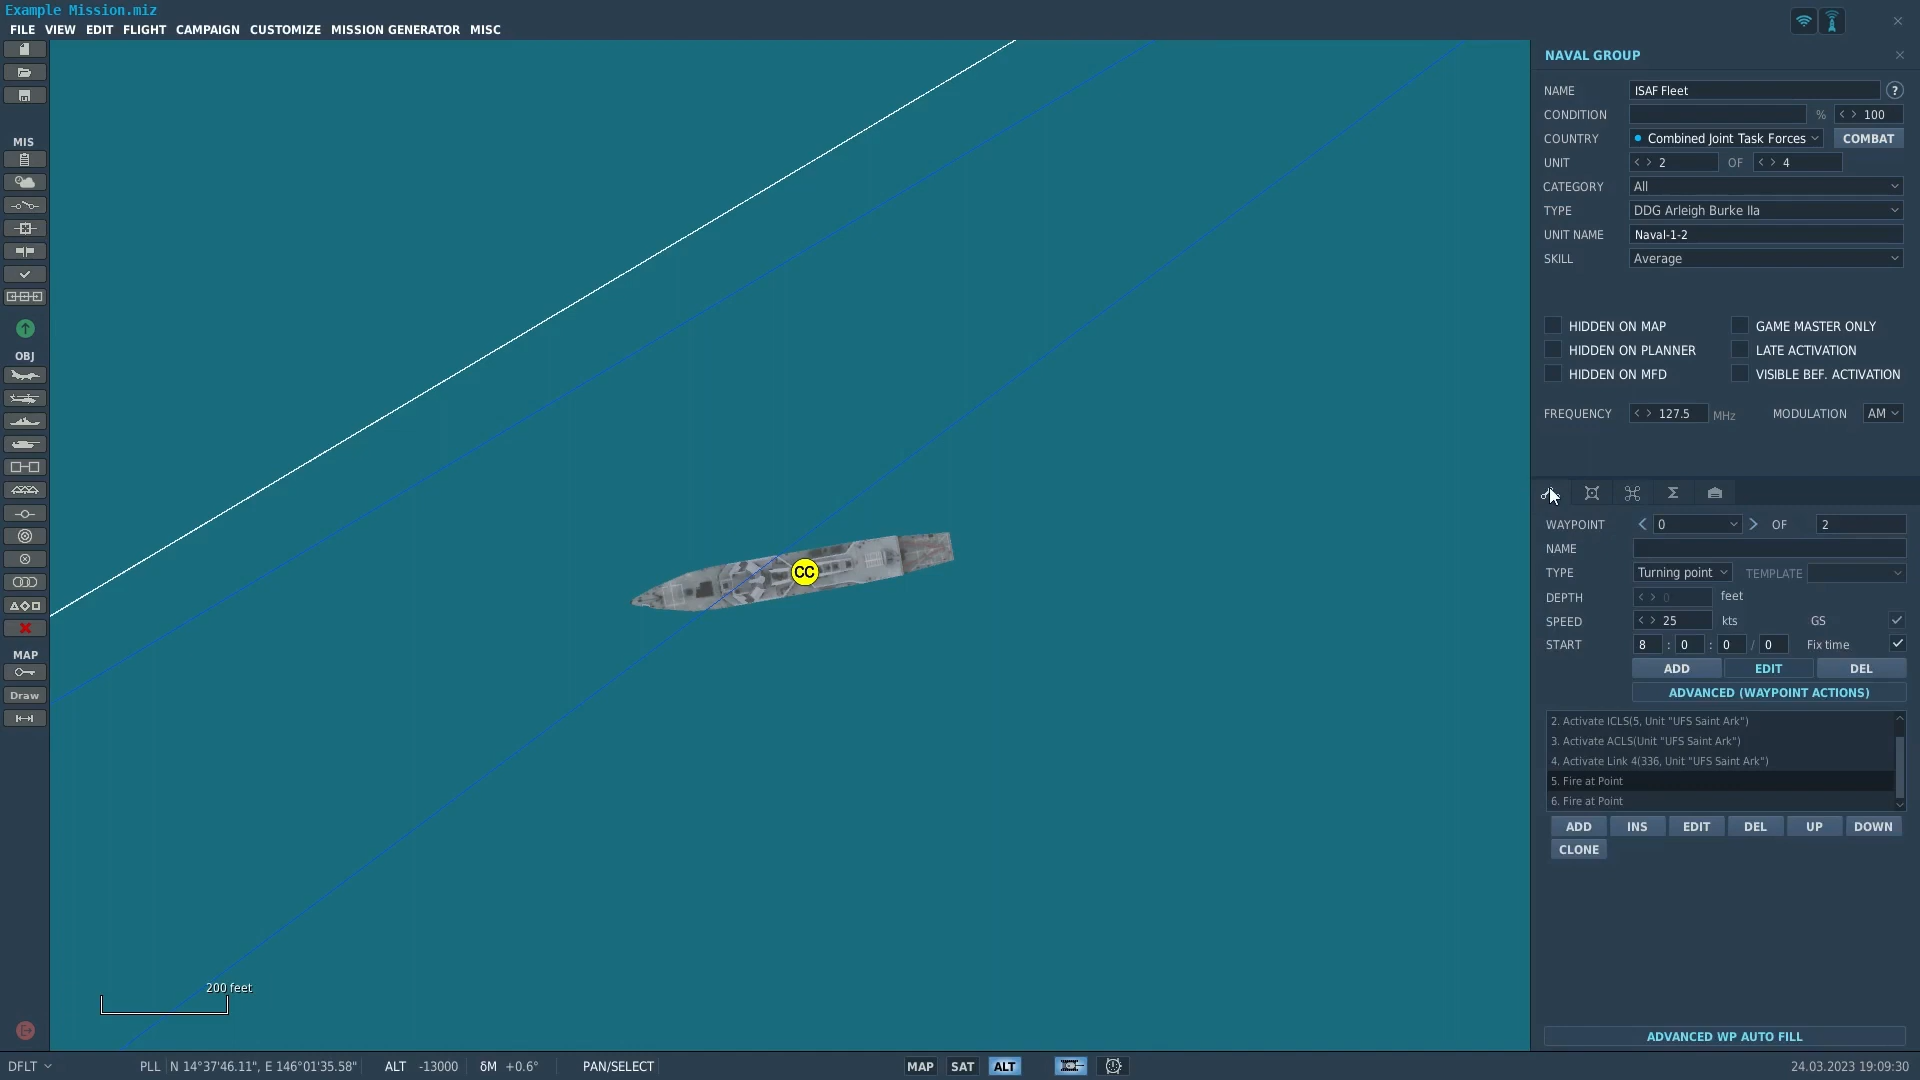 Example Mission.miz
FILE VIEW EDIT FLIGHT CAMPAIGN CUSTOMIZE MISSION GENERATOR MISC
MIS
OBJ
MAP
Draw
CC
200 feet
NAVAL GROUP
NAME ISAF Fleet ?
CONDITION % < > 100
COUNTRY Combined Joint Task Forces COMBAT
UNIT < > 2 OF < > 4
CATEGORY All
TYPE DDG Arleigh Burke IIa
UNIT NAME Naval-1-2
SKILL Average
HIDDEN ON MAP GAME MASTER ONLY
HIDDEN ON PLANNER LATE ACTIVATION
HIDDEN ON MFD VISIBLE BEF. ACTIVATION
FREQUENCY < > 127.5 MHz MODULATION AM
WAYPOINT < 0 > OF 2
NAME
TYPE Turning point TEMPLATE
DEPTH < > 0 feet
SPEED < > 25 kts GS
START 8 : 0 : 0 / 0 Fix time
ADD EDIT DEL
ADVANCED (WAYPOINT ACTIONS)
2. Activate ICLS(5, Unit "UFS Saint Ark")
3. Activate ACLS(Unit "UFS Saint Ark")
4. Activate Link 4(336, Unit "UFS Saint Ark")
5. Fire at Point
6. Fire at Point
ADD INS EDIT DEL UP DOWN
CLONE
ADVANCED WP AUTO FILL
DFLT PLL N 14°37'46.11", E 146°01'35.58" ALT -13000 δM +0.6° PAN/SELECT MAP SAT ALT 24.03.2023 19:09:30